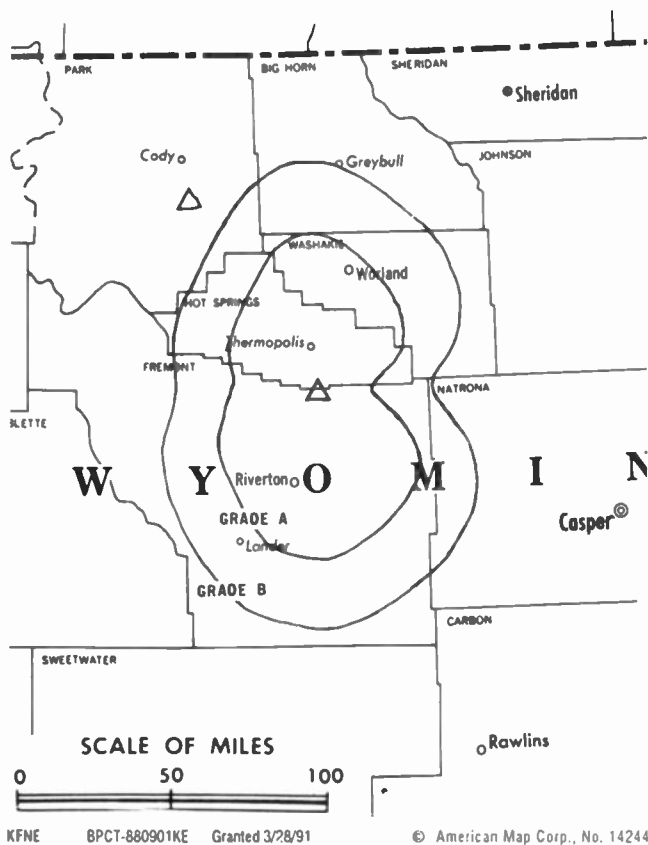 PARK
BIG HORN
SHERIDAN
Sheridan
Cody
Greybull
JOHNSON
WASHAKIE
Worland
HOT SPRINGS
Thermopolis
FREMONT
NATRONA
BLETTE
W Y O M I N
Riverton
Casper
GRADE A
Lander
GRADE B
CARBON
SWEETWATER
SCALE OF MILES
Rawlins
0 50 100
KFNE BPCT-880901KE Granted 3/28/91 © American Map Corp., No. 14244